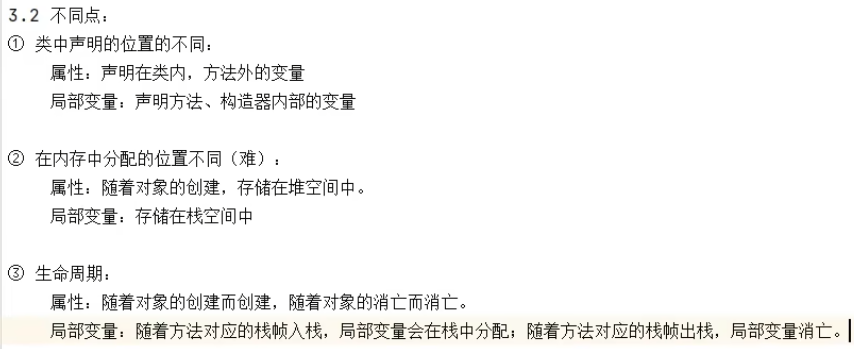 3.2 不同点:
① 类中声明的位置的不同:
属性：声明在类内，方法外的变量
局部变量：声明方法、构造器内部的变量
② 在内存中分配的位置不同（难）:
属性：随着对象的创建，存储在堆空间中。
局部变量：存储在栈空间中
③ 生命周期:
属性：随着对象的创建而创建，随着对象的消亡而消亡。
局部变量：随着方法对应的栈帧入栈，局部变量会在栈中分配；随着方法对应的栈帧出栈，局部变量消亡。